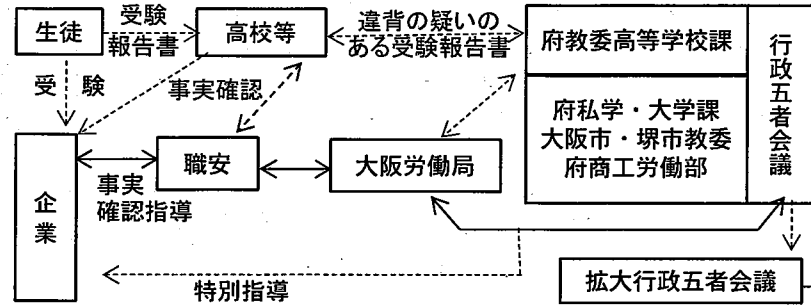 生徒
受験
報告書
高校等
違背の疑いの
ある受験報告書
府教委高等学校課
行政五者会議
受験
事実確認
府私学・大学課
大阪市・堺市教委
府商工労働部
企業
職安
大阪労働局
事実
確認指導
特別指導
拡大行政五者会議